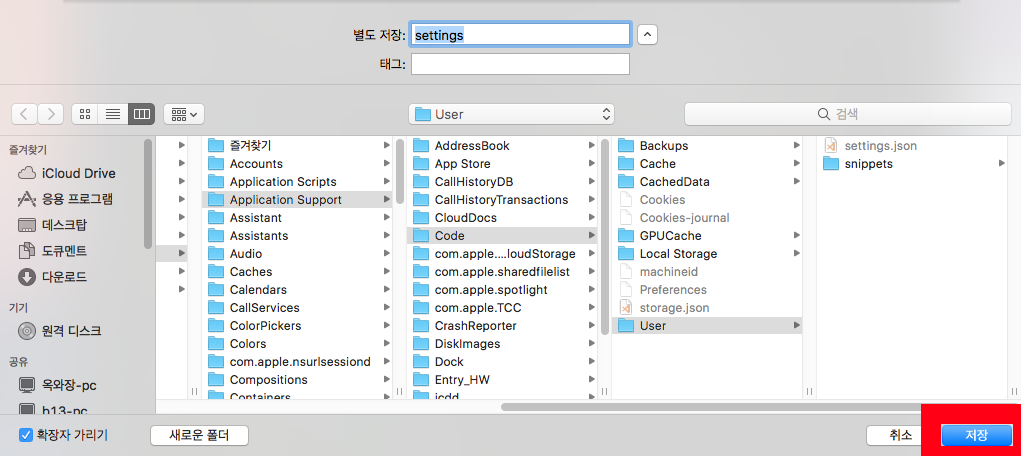 별도 저장: settings
태그:
User
검색
즐겨찾기
iCloud Drive
응용 프로그램
데스크탑
도큐멘트
다운로드
기기
원격 디스크
공유
옥와장-pc
h13-pc
즐겨찾기
Accounts
Application Scripts
Application Support
Assistant
Assistants
Audio
Caches
Calendars
CallServices
ColorPickers
Colors
com.apple.nsurlsessiond
Compositions
Containers
AddressBook
App Store
CallHistoryDB
CallHistoryTransactions
CloudDocs
Code
com.apple....loudStorage
com.apple.sharedfilelist
com.apple.spotlight
com.apple.TCC
CrashReporter
DiskImages
Dock
Entry_HW
icdd
Backups
Cache
CachedData
Cookies
Cookies-journal
GPUCache
Local Storage
machineid
Preferences
storage.json
User
settings.json
snippets
확장자 가리기
새로운 폴더
취소
저장